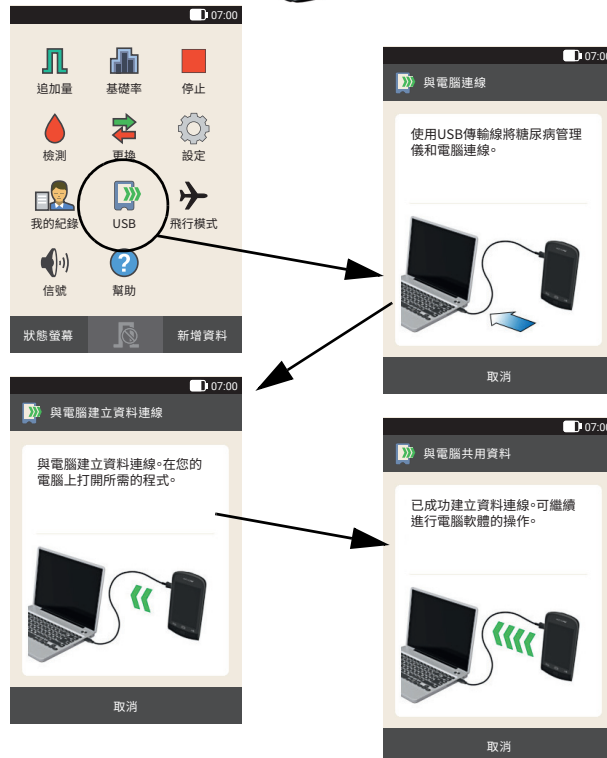 07:00
追加量 基礎率 停止
檢測 更換 設定
我的紀錄 USB 飛行模式
信號 幫助
狀態螢幕 新增資料
07:00
與電腦連線
使用USB傳輸線將糖尿病管理
儀和電腦連線。
取消
07:00
與電腦建立資料連線
與電腦建立資料連線。在您的
電腦上打開所需的程式。
取消
07:00
與電腦共用資料
已成功建立資料連線。可繼續
進行電腦軟體的操作。
取消